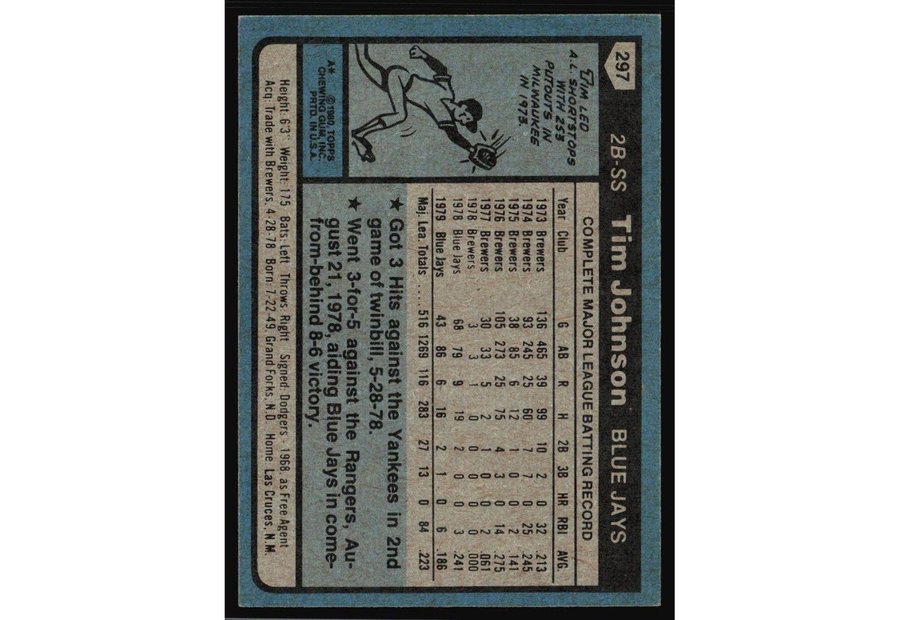 297
2B-SS Tim Johnson BLUE JAYS
TIM LED
A.L. SHORTSTOPS
WITH 253
PUTOUTS IN
MILWAUKEE
IN 1973.
A* ©1980, TOPPS
CHEWING GUM, INC.
PRTD. IN U.S.A.
COMPLETE MAJOR LEAGUE BATTING RECORD
Year Club G AB R H 2B 3B HR RBI AVG.
1973 Brewers 136 465 39 99 10 2 0 32 .213
1974 Brewers 93 245 25 60 7 7 0 25 .245
1975 Brewers 38 85 6 12 1 0 0 2 .141
1976 Brewers 105 273 25 75 4 3 0 14 .275
1977 Brewers 30 33 5 2 1 0 0 2 .061
1978 Brewers 3 3 1 0 0 0 0 0 .000
1978 Blue Jays 68 79 9 19 2 0 0 3 .241
1979 Blue Jays 43 86 6 16 2 1 0 6 .186
Maj. Lea. Totals ..... 516 1269 116 283 27 13 0 84 .223
★ Got 3 Hits against the Yankees in 2nd
game of twinbill, 5-28-78.
★ Went 3-for-5 against the Rangers, Au-
gust 21, 1978, aiding Blue Jays in come-
from-behind 8-6 victory.
Height: 6'3" Weight: 175 Bats: Left Throws: Right Signed: Dodgers - 1968, as Free Agent
Acq: Trade with Brewers, 4-28-78 Born: 7-22-49, Grand Forks, N.D. Home: Las Cruces, N.M.